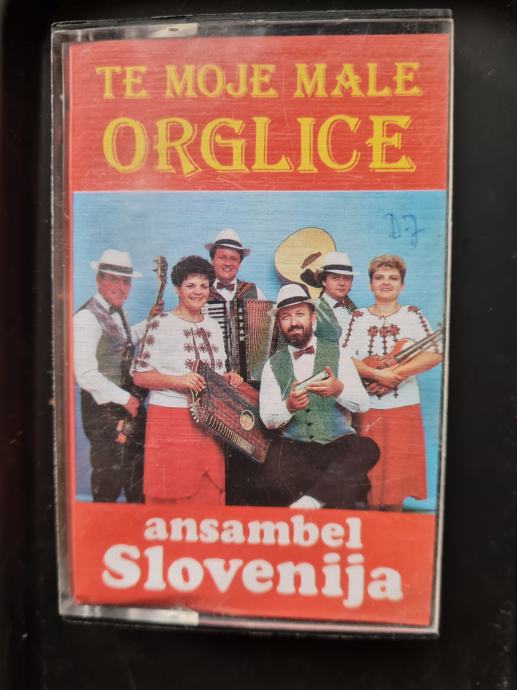 TE MOJE MALE
ORGLICE
D.J
ansambel
Slovenija